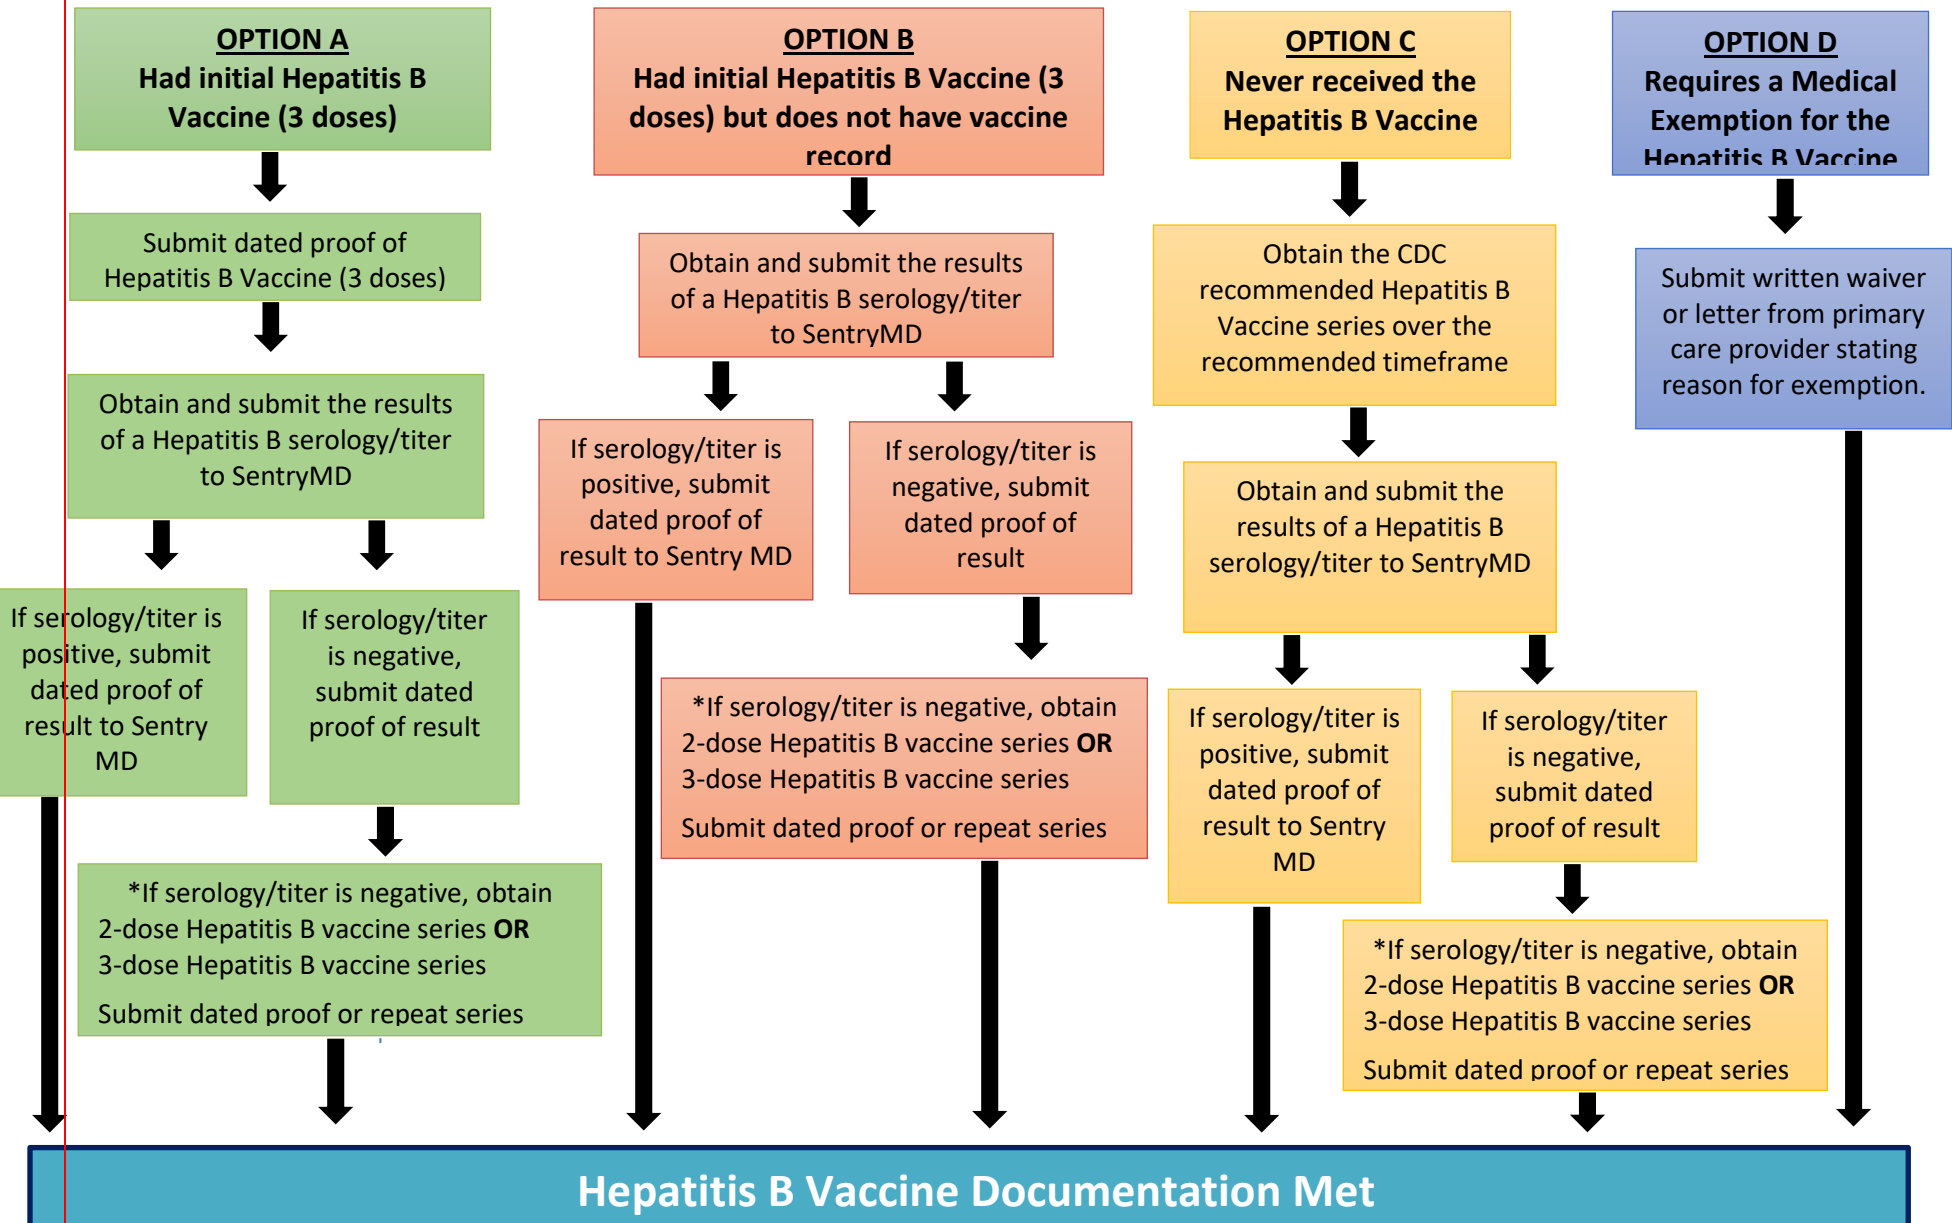 OPTION A
Had initial Hepatitis B
Vaccine (3 doses)
Submit dated proof of
Hepatitis B Vaccine (3 doses)
Obtain and submit the results
of a Hepatitis B serology/titer
to SentryMD
If serology/titer is
positive, submit
dated proof of
result to Sentry
MD
If serology/titer
is negative,
submit dated
proof of result
*If serology/titer is negative, obtain
2-dose Hepatitis B vaccine series OR
3-dose Hepatitis B vaccine series
Submit dated proof or repeat series
OPTION B
Had initial Hepatitis B Vaccine (3
doses) but does not have vaccine
record
Obtain and submit the results
of a Hepatitis B serology/titer
to SentryMD
If serology/titer is
positive, submit
dated proof of
result to Sentry MD
If serology/titer is
negative, submit
dated proof of
result
*If serology/titer is negative, obtain
2-dose Hepatitis B vaccine series OR
3-dose Hepatitis B vaccine series
Submit dated proof or repeat series
OPTION C
Never received the
Hepatitis B Vaccine
Obtain the CDC
recommended Hepatitis B
Vaccine series over the
recommended timeframe
Obtain and submit the
results of a Hepatitis B
serology/titer to SentryMD
If serology/titer is
positive, submit
dated proof of
result to Sentry
MD
If serology/titer
is negative,
submit dated
proof of result
*If serology/titer is negative, obtain
2-dose Hepatitis B vaccine series OR
3-dose Hepatitis B vaccine series
Submit dated proof or repeat series
OPTION D
Requires a Medical
Exemption for the
Hepatitis B Vaccine
Submit written waiver
or letter from primary
care provider stating
reason for exemption.
Hepatitis B Vaccine Documentation Met